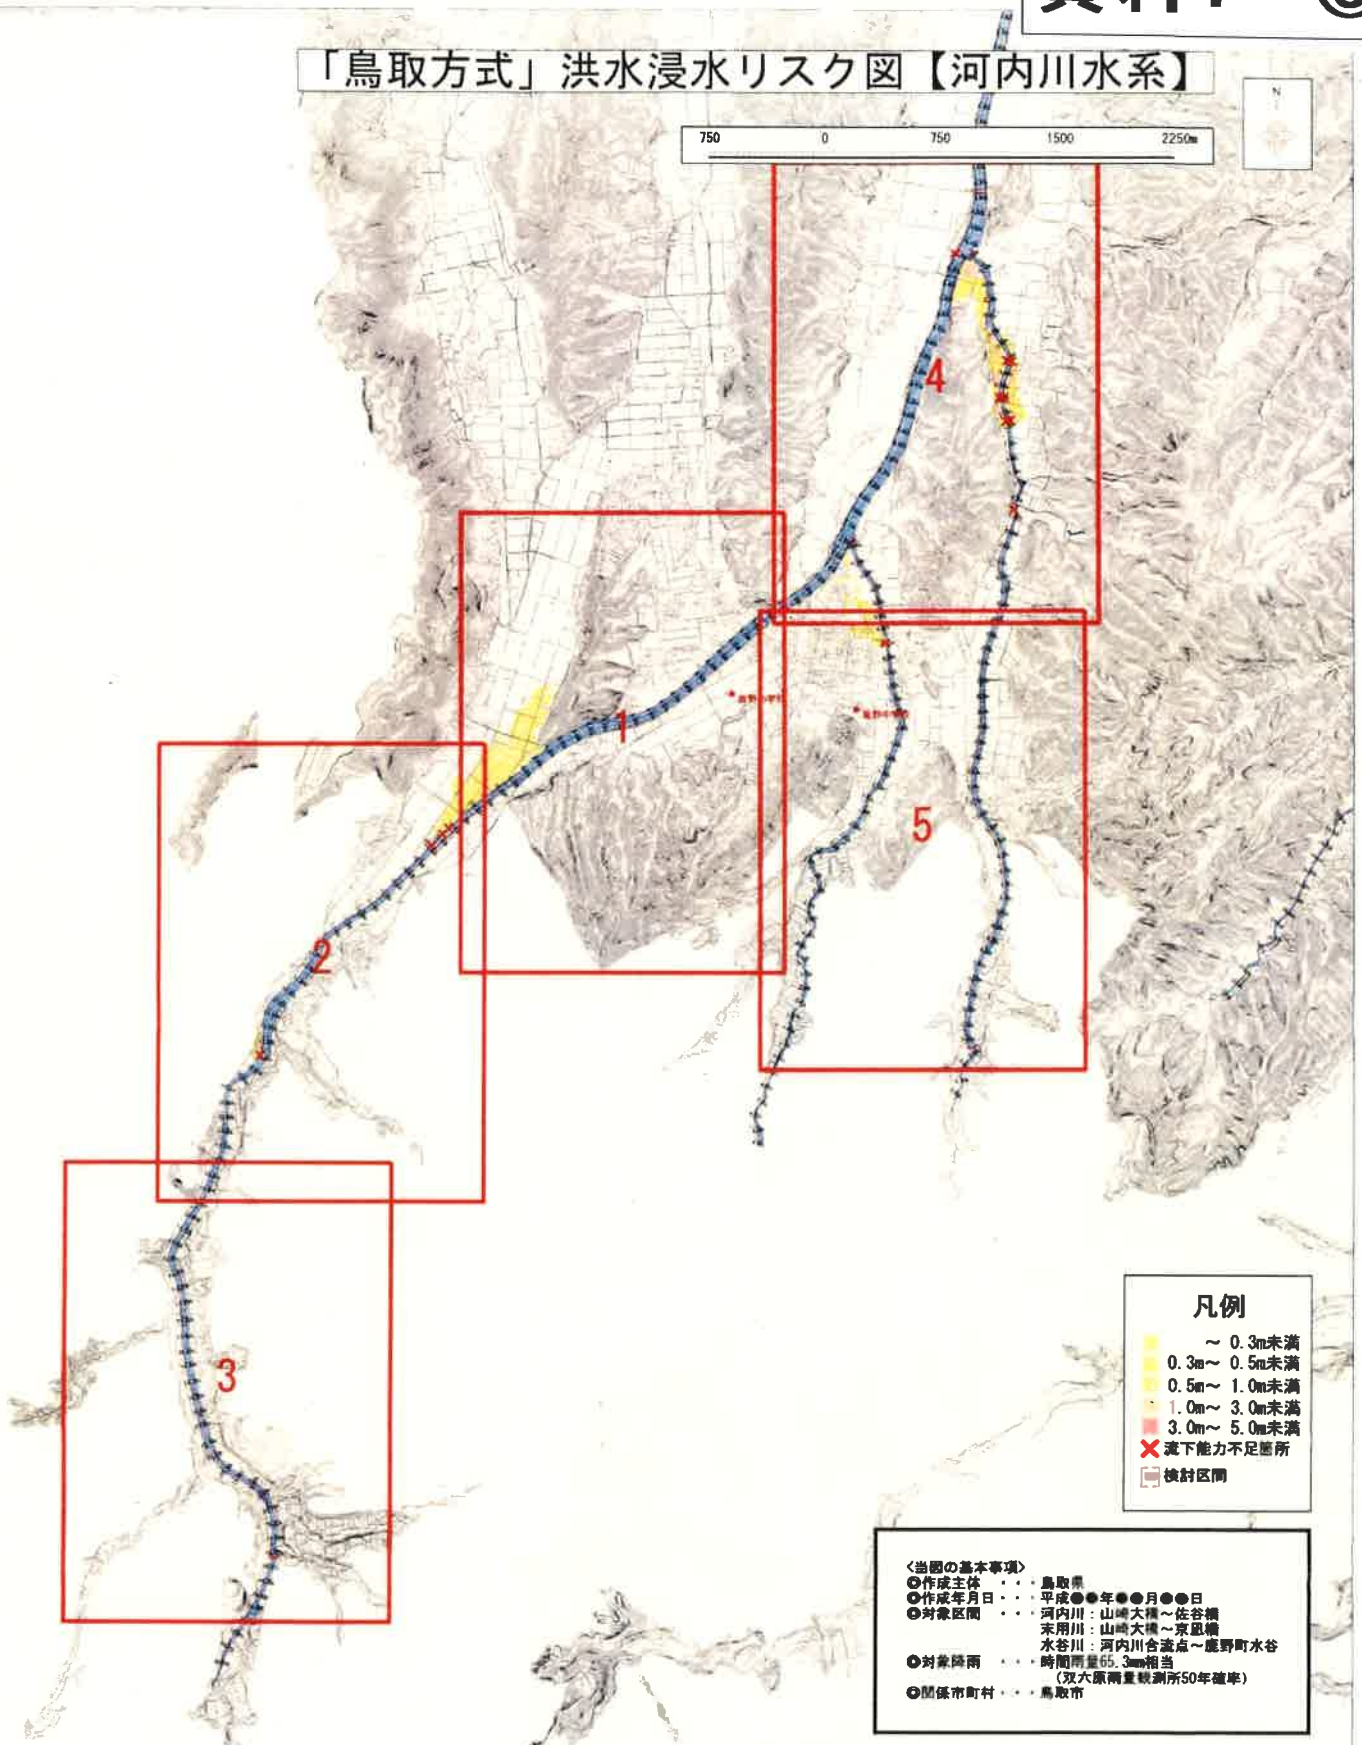 「鳥取方式」洪水浸水リスク図【河内川水系】
N
750 0 750 1500 2250m
4
1
5
2
3
凡例
～ 0.3m未満
0.3m～ 0.5m未満
0.5m～ 1.0m未満
1.0m～ 3.0m未満
3.0m～ 5.0m未満
流下能力不足箇所
検討区間
〈当図の基本事項〉
◎作成主体 ・・・ 鳥取県
◎作成年月日・・・ 平成●●年●●月●●日
◎対象区間 ・・・ 河内川：山崎大橋～佐谷橋
末用川：山崎大橋～京凪橋
水谷川：河内川合流点～鹿野町水谷
◎対象降雨 ・・・ 時間雨量65.3mm相当
（双六原雨量観測所50年確率）
◎関係市町村・・・ 鳥取市